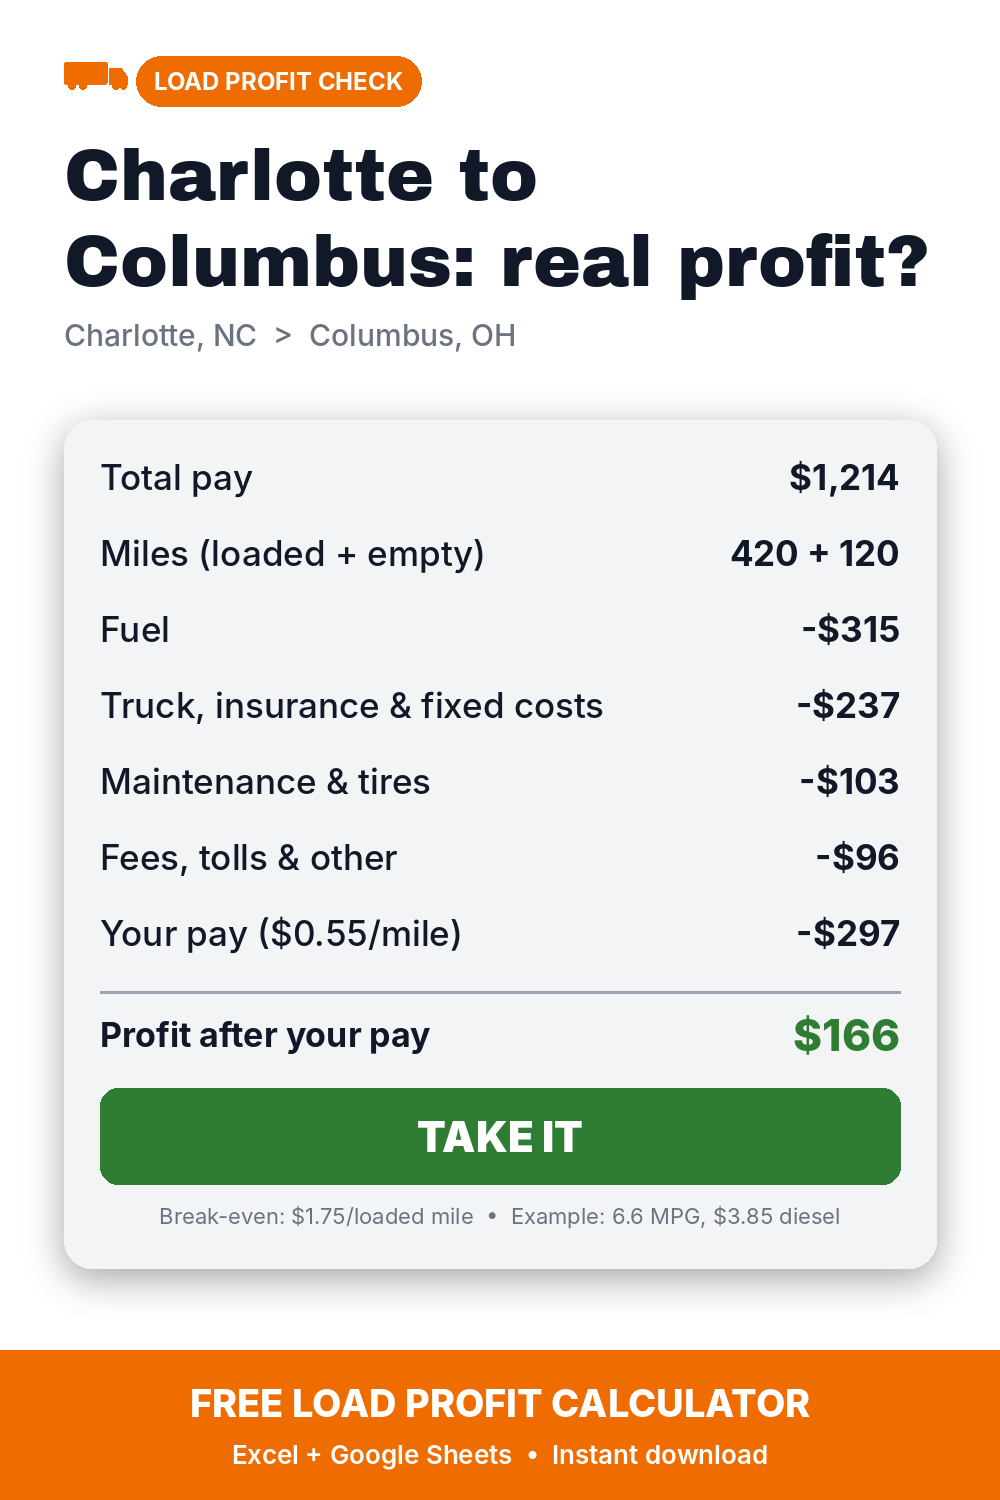 LOAD PROFIT CHECK
Charlotte to
Columbus: real profit?
Charlotte, NC > Columbus, OH
Total pay $1,214
Miles (loaded + empty) 420 + 120
Fuel -$315
Truck, insurance & fixed costs -$237
Maintenance & tires -$103
Fees, tolls & other -$96
Your pay ($0.55/mile) -$297
Profit after your pay $166
TAKE IT
Break-even: $1.75/loaded mile • Example: 6.6 MPG, $3.85 diesel
FREE LOAD PROFIT CALCULATOR
Excel + Google Sheets • Instant download